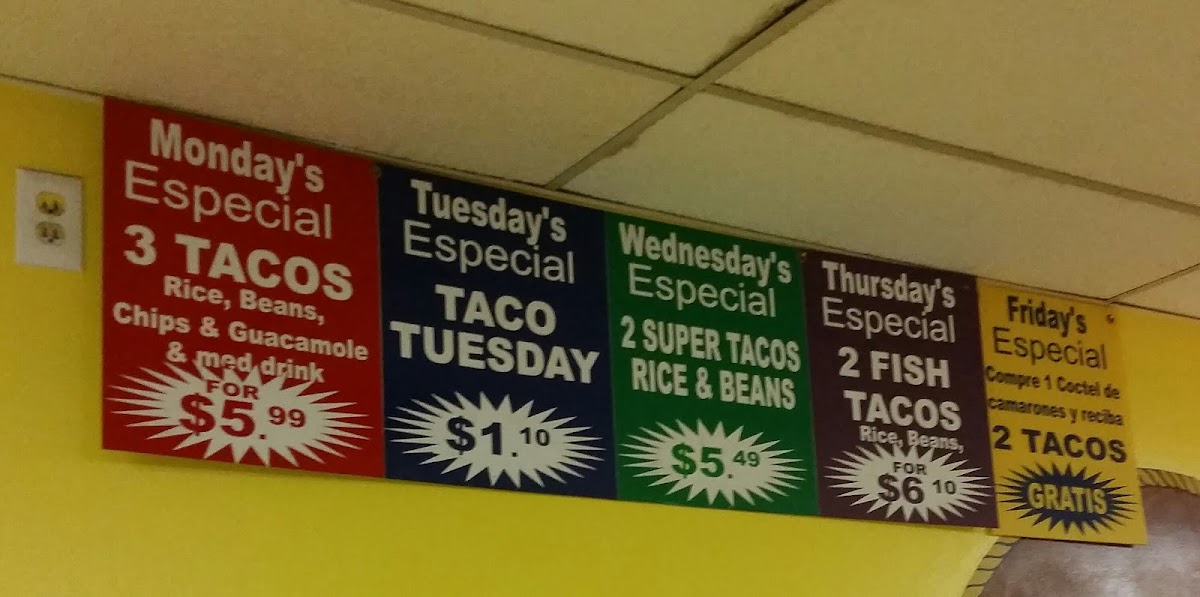 Monday's
Especial
3 TACOS
Rice, Beans,
Chips & Guacamole
& med drink
FOR
$5.99
Tuesday's
Especial
TACO
TUESDAY
$1.10
Wednesday's
Especial
2 SUPER TACOS
RICE & BEANS
$5.49
Thursday's
Especial
2 FISH
TACOS
Rice, Beans,
FOR
$6 10
Friday's
Especial
Compre 1 Coctel de
camarones y reciba
2 TACOS
GRATIS